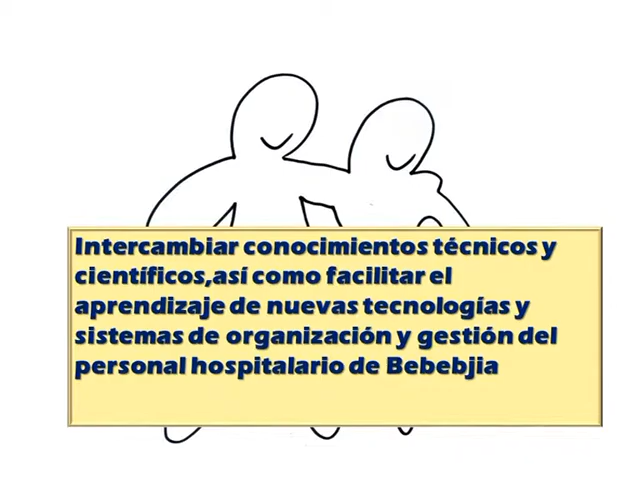 Intercambiar conocimientos técnicos y
científicos,así como facilitar el
aprendizaje de nuevas tecnologías y
sistemas de organización y gestión del
personal hospitalario de Bebebjia